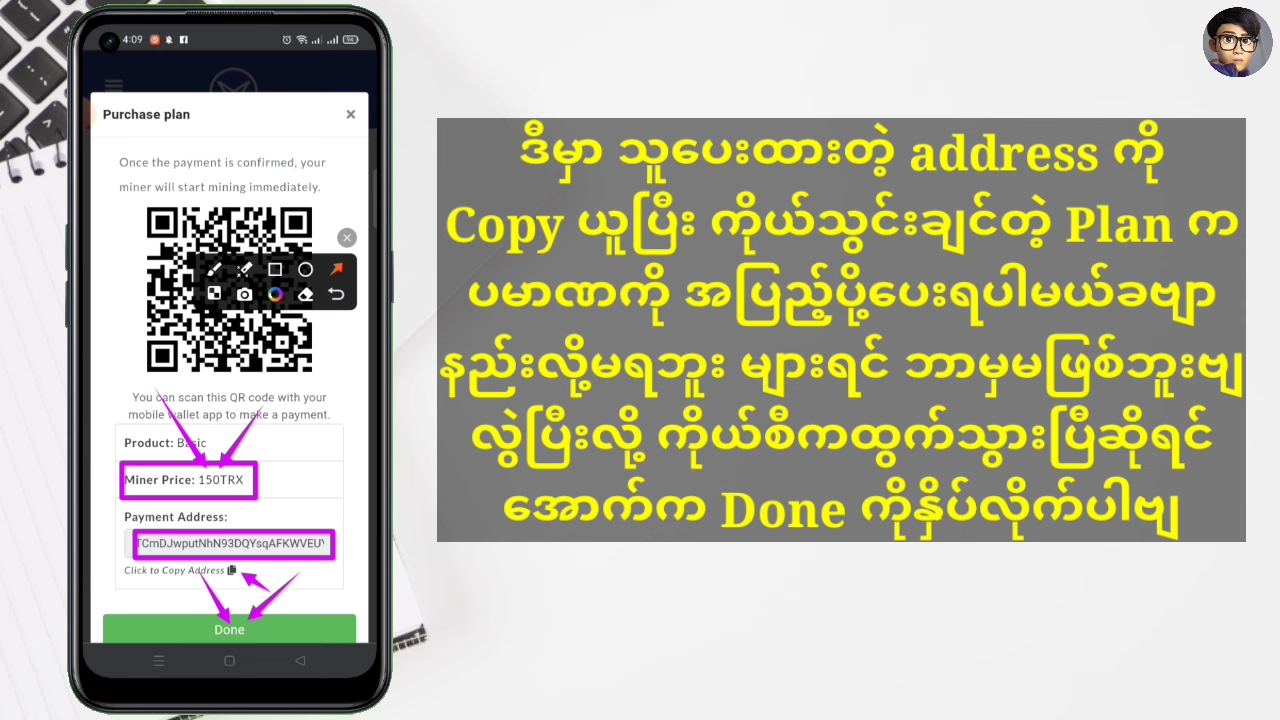 4:09
94
Purchase plan
×
Once the payment is confirmed, your
miner will start mining immediately.
You can scan this QR code with your
mobile wallet app to make a payment.
Product: Basic
Miner Price: 150TRX
Payment Address:
TCmDJwputNhN93DQYsqAFKWVEUY
Click to Copy Address
Done
ဒီမှာ သူပေးထားတဲ့ address ကို
Copy ယူပြီး ကိုယ်သွင်းချင်တဲ့ Plan က
ပမာဏကို အပြည့်ပို့ပေးရပါမယ်ခဗျာ
နည်းလို့မရဘူး များရင် ဘာမှမဖြစ်ဘူးဗျ
လွဲပြီးလို့ ကိုယ်စီကထွက်သွားပြီဆိုရင်
အောက်က Done ကိုနှိပ်လိုက်ပါဗျ